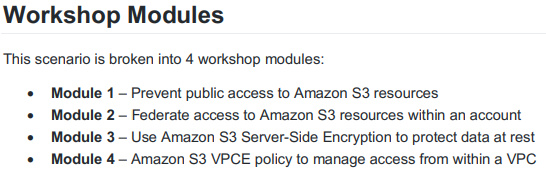 Workshop Modules
This scenario is broken into 4 workshop modules:
• Module 1 – Prevent public access to Amazon S3 resources
• Module 2 – Federate access to Amazon S3 resources within an account
• Module 3 – Use Amazon S3 Server-Side Encryption to protect data at rest
• Module 4 – Amazon S3 VPCE policy to manage access from within a VPC